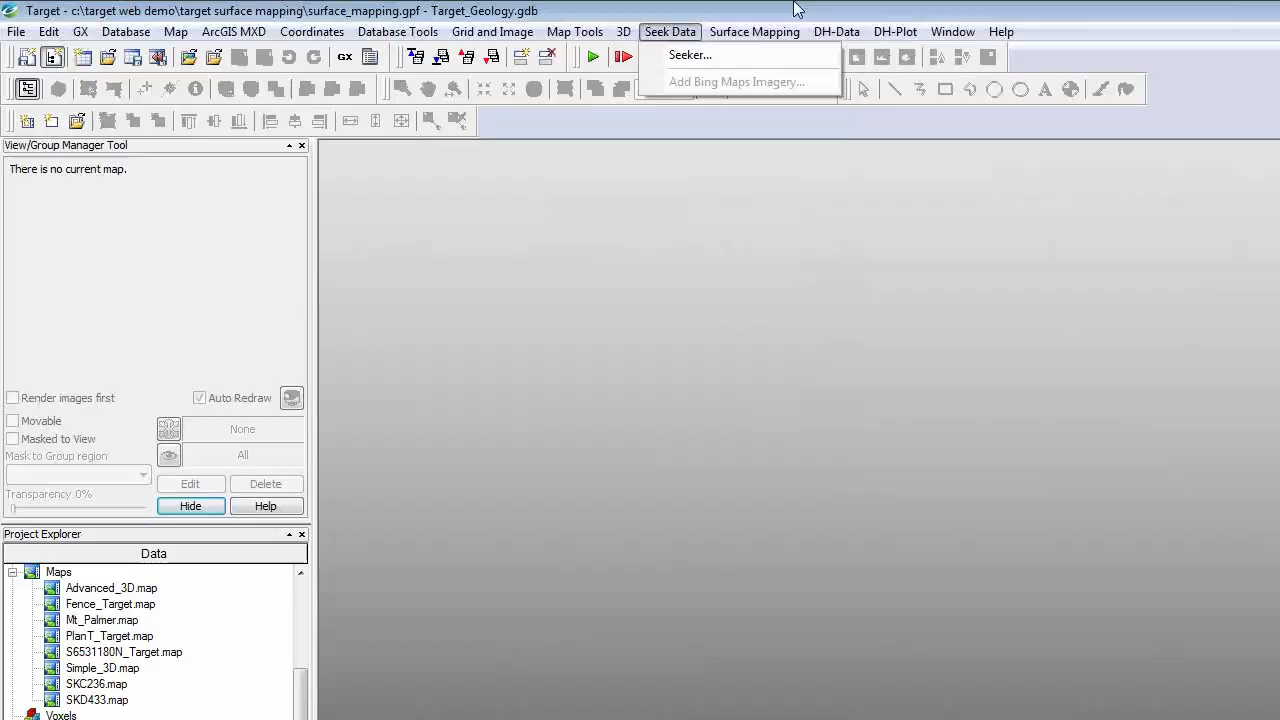 Target - c:\target web demo\target surface mapping\surface_mapping.gpf - Target_Geology.gdb
File Edit GX Database Map ArcGIS MXD Coordinates Database Tools Grid and Image Map Tools 3D Seek Data Surface Mapping DH-Data DH-Plot Window Help
Seeker...
GX
Add Bing Maps Imagery...
View/Group Manager Tool
There is no current map.
Render images first
Auto Redraw
Movable
None
Masked to View
Mask to Group region
All
Edit
Delete
Transparency 0%
Hide
Help
Project Explorer
Data
Maps
Advanced_3D.map
Fence_Target.map
Mt_Palmer.map
PlanT_Target.map
S6531180N_Target.map
Simple_3D.map
SKC236.map
SKD433.map
Voxels